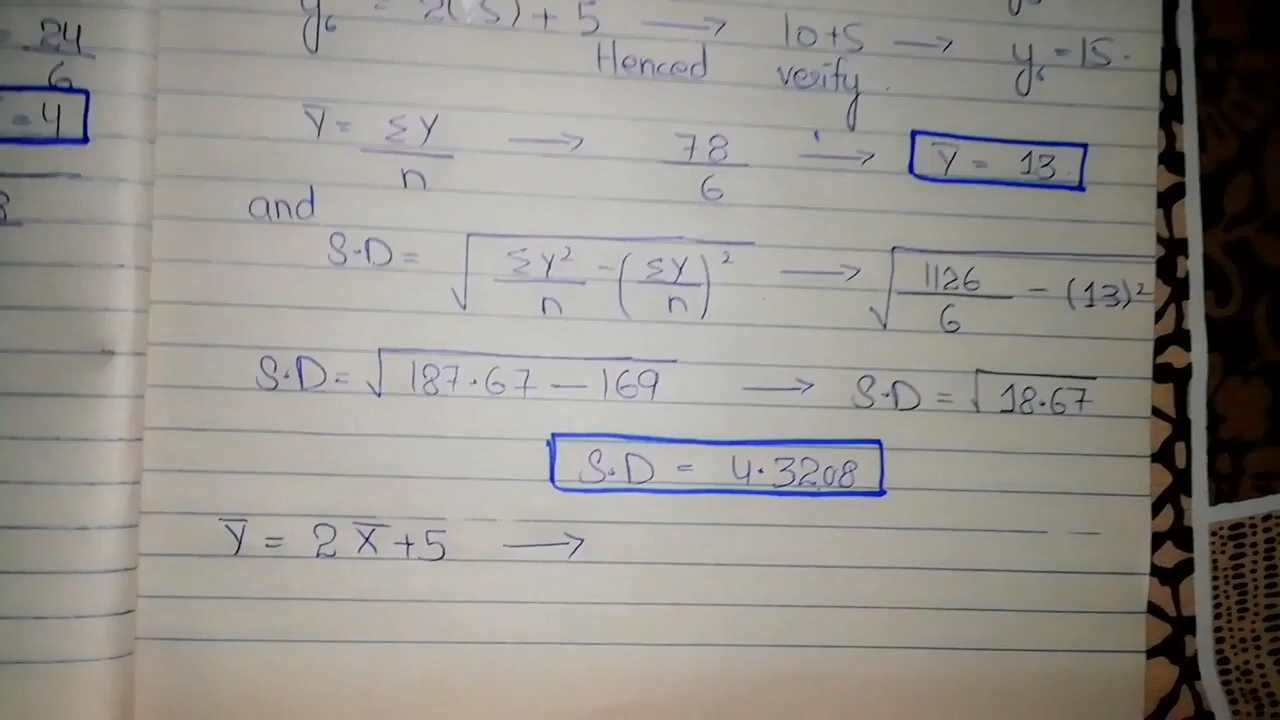 24
6
= 4
y₆ = 2(5) + 5 → 10+5 → y₆ = 15.
Henced verify.
Y̅ = ΣY/n → 78/6 → Y̅ = 13
and
S.D = √(ΣY²/n - (ΣY/n)²) → √(1126/6 - (13)²)
S.D = √(187.67 - 169) → S.D = √18.67
S.D = 4.3208
Y̅ = 2X̅+5 →